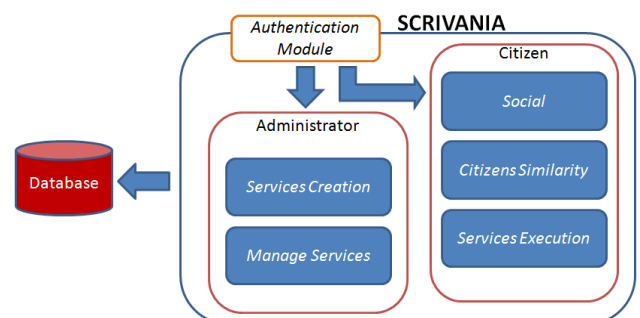 Authentication
Module
SCRIVANIA
Citizen
Social
Citizens Similarity
Services Execution
Administrator
Services Creation
Manage Services
Database